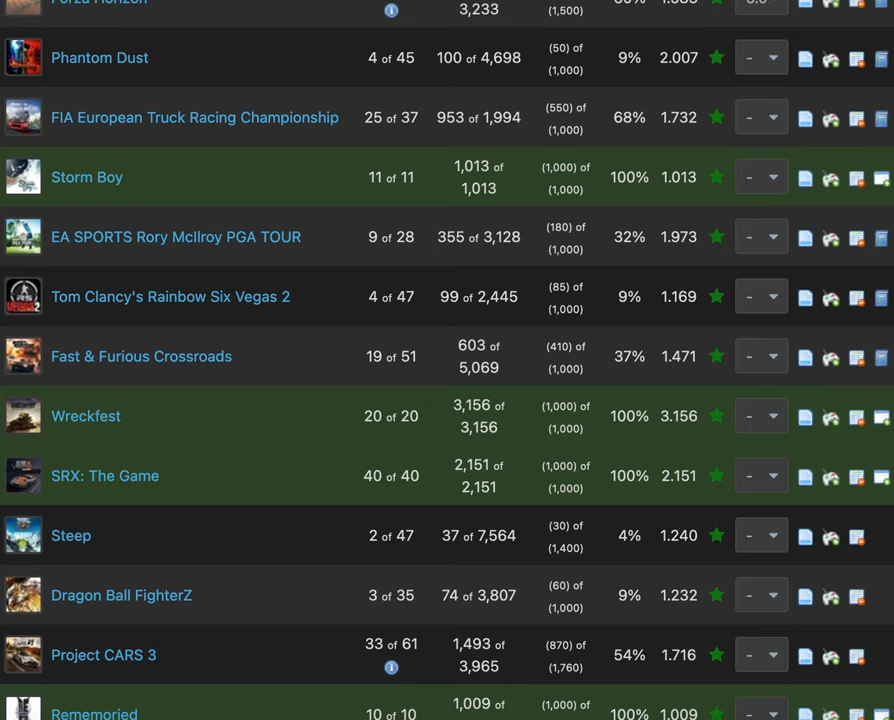 3,233
(1,500)
Phantom Dust 4 of 45 100 of 4,698 (50) of (1,000) 9% 2.007 -
FIA European Truck Racing Championship 25 of 37 953 of 1,994 (550) of (1,000) 68% 1.732 -
Storm Boy 11 of 11 1,013 of 1,013 (1,000) of (1,000) 100% 1.013 -
EA SPORTS Rory McIlroy PGA TOUR 9 of 28 355 of 3,128 (180) of (1,000) 32% 1.973 -
Tom Clancy's Rainbow Six Vegas 2 4 of 47 99 of 2,445 (85) of (1,000) 9% 1.169 -
Fast & Furious Crossroads 19 of 51 603 of 5,069 (410) of (1,000) 37% 1.471 -
Wreckfest 20 of 20 3,156 of 3,156 (1,000) of (1,000) 100% 3.156 -
SRX: The Game 40 of 40 2,151 of 2,151 (1,000) of (1,000) 100% 2.151 -
Steep 2 of 47 37 of 7,564 (30) of (1,400) 4% 1.240 -
Dragon Ball FighterZ 3 of 35 74 of 3,807 (60) of (1,000) 9% 1.232 -
Project CARS 3 33 of 61 1,493 of 3,965 (870) of (1,760) 54% 1.716 -
Rememoried 10 of 10 1,009 of (1,000) of 100% 1.009 -